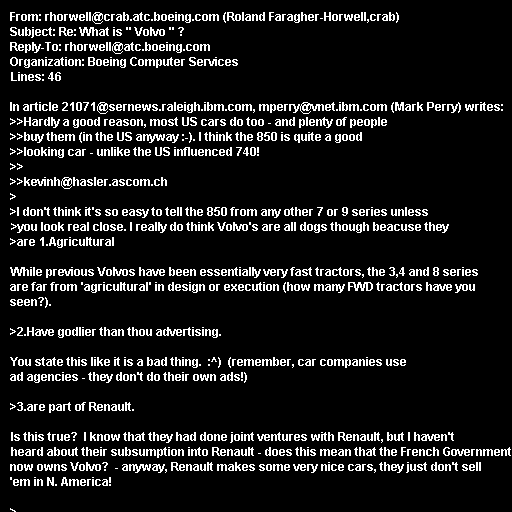 From: rhorwell@crab.atc.boeing.com (Roland Faragher-Horwell,crab)
Subject: Re: What is " Volvo " ?
Reply-To: rhorwell@atc.boeing.com
Organization: Boeing Computer Services
Lines: 46

In article 21071@sernews.raleigh.ibm.com, mperry@vnet.ibm.com (Mark Perry) writes:
>>Hardly a good reason, most US cars do too - and plenty of people
>>buy them (in the US anyway :-). I think the 850 is quite a good
>>looking car - unlike the US influenced 740!
>>
>>kevinh@hasler.ascom.ch
>
>I don't think it's so easy to tell the 850 from any other 7 or 9 series unless
>you look real close. I really do think Volvo's are all dogs though beacuse they
>are 1.Agricultural

While previous Volvos have been essentially very fast tractors, the 3,4 and 8 series
are far from 'agricultural' in design or execution (how many FWD tractors have you
seen?).

>2.Have godlier than thou advertising.

You state this like it is a bad thing.  :^)  (remember, car companies use
ad agencies - they don't do their own ads!)

>3.are part of Renault.

Is this true?  I know that they had done joint ventures with Renault, but I haven't
heard about their subsumption into Renault - does this mean that the French Government
now owns Volvo?  - anyway, Renault makes some very nice cars, they just don't sell
'em in N. America!

>